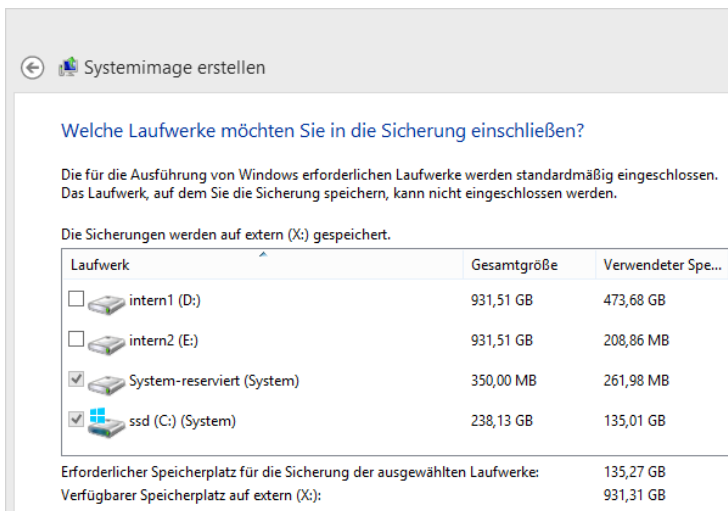 Systemimage erstellen
Welche Laufwerke möchten Sie in die Sicherung einschließen?
Die für die Ausführung von Windows erforderlichen Laufwerke werden standardmäßig eingeschlossen.
Das Laufwerk, auf dem Sie die Sicherung speichern, kann nicht eingeschlossen werden.
Die Sicherungen werden auf extern (X:) gespeichert.
Laufwerk Gesamtgröße Verwendeter Spe...
intern1 (D:) 931,51 GB 473,68 GB
intern2 (E:) 931,51 GB 208,86 MB
System-reserviert (System) 350,00 MB 261,98 MB
ssd (C:) (System) 238,13 GB 135,01 GB
Erforderlicher Speicherplatz für die Sicherung der ausgewählten Laufwerke: 135,27 GB
Verfügbarer Speicherplatz auf extern (X:): 931,31 GB